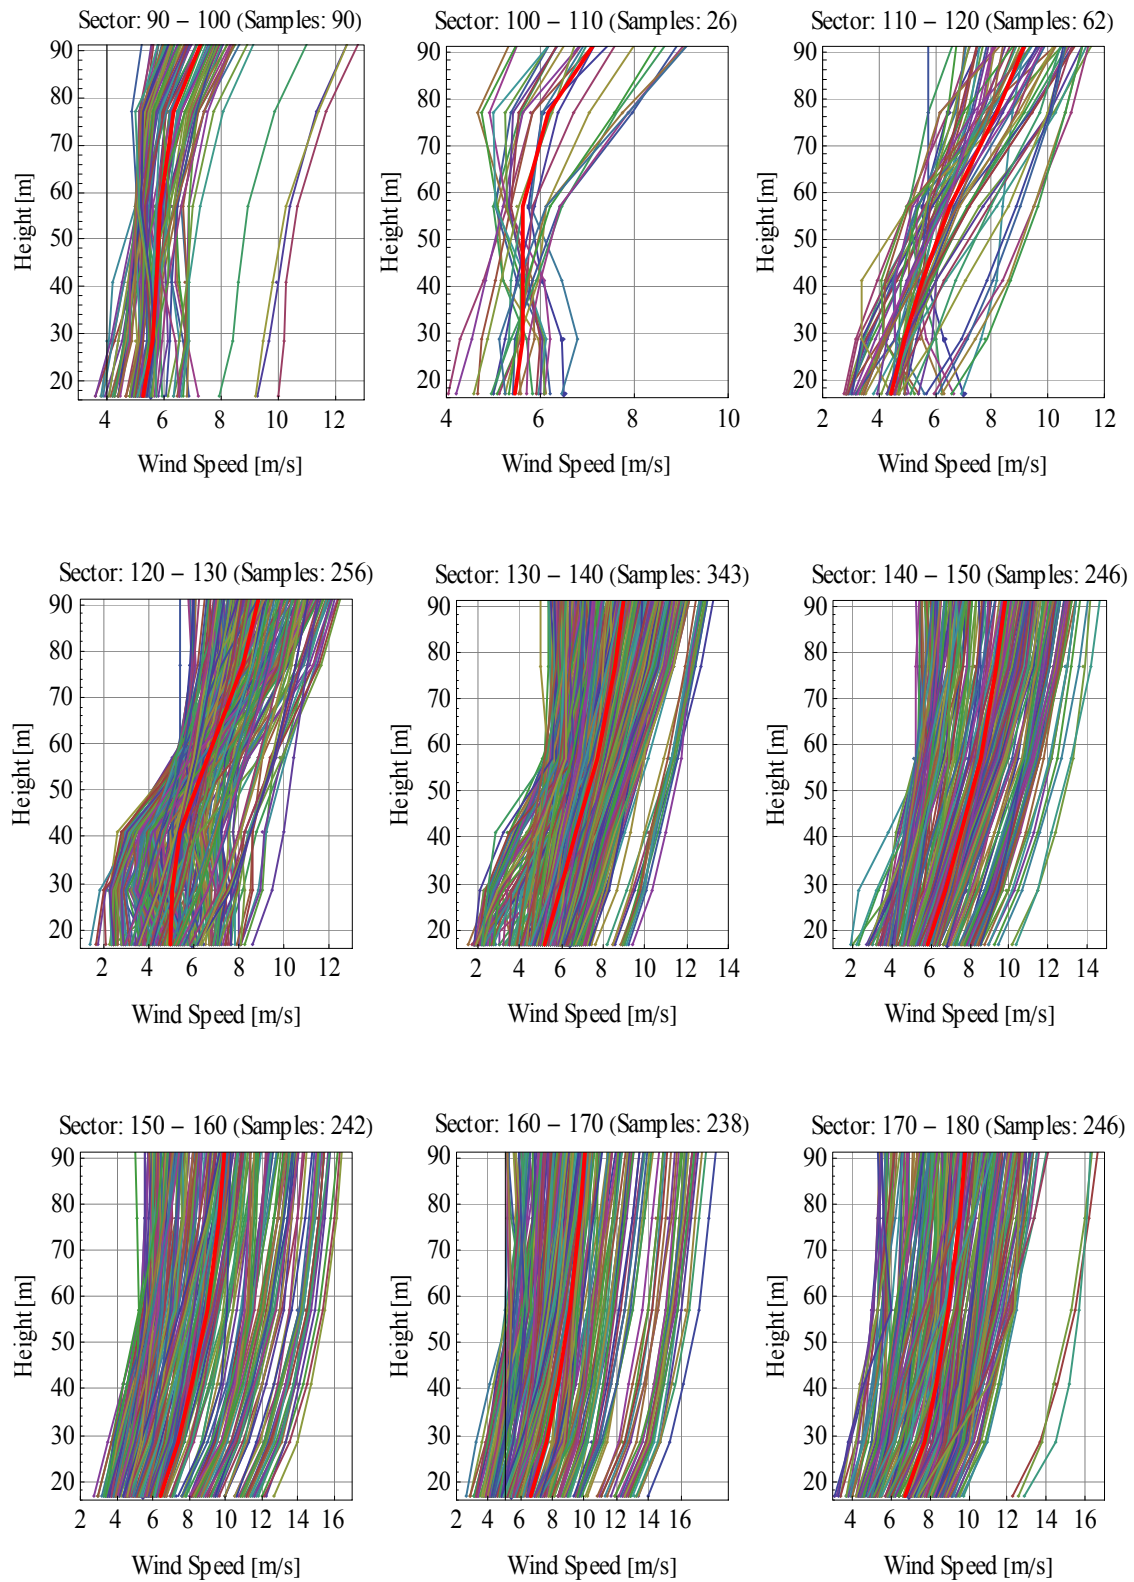 Sector: 90 – 100 (Samples: 90)
90
80
70
60
50
40
30
20
Height [m]
4 6 8 10 12
Wind Speed [m/s]
Sector: 100 – 110 (Samples: 26)
90
80
70
60
50
40
30
20
Height [m]
4 6 8 10
Wind Speed [m/s]
Sector: 110 – 120 (Samples: 62)
90
80
70
60
50
40
30
20
Height [m]
2 4 6 8 10 12
Wind Speed [m/s]
Sector: 120 – 130 (Samples: 256)
90
80
70
60
50
40
30
20
Height [m]
2 4 6 8 10 12
Wind Speed [m/s]
Sector: 130 – 140 (Samples: 343)
90
80
70
60
50
40
30
20
Height [m]
2 4 6 8 10 12 14
Wind Speed [m/s]
Sector: 140 – 150 (Samples: 246)
90
80
70
60
50
40
30
20
Height [m]
2 4 6 8 10 12 14
Wind Speed [m/s]
Sector: 150 – 160 (Samples: 242)
90
80
70
60
50
40
30
20
Height [m]
2 4 6 8 10 12 14 16
Wind Speed [m/s]
Sector: 160 – 170 (Samples: 238)
90
80
70
60
50
40
30
20
Height [m]
2 4 6 8 10 12 14 16
Wind Speed [m/s]
Sector: 170 – 180 (Samples: 246)
90
80
70
60
50
40
30
20
Height [m]
4 6 8 10 12 14 16
Wind Speed [m/s]